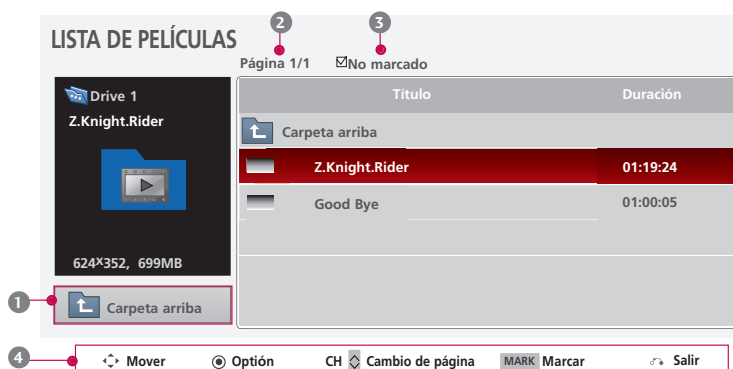 2 3
LISTA DE PELÍCULAS
Página 1/1 No marcado
Drive 1
Z.Knight.Rider
624x352, 699MB
1 Carpeta arriba
Título Duración
Carpeta arriba
Z.Knight.Rider 01:19:24
Good Bye 01:00:05
4 Mover Optión CH Cambio de página MARK Marcar Salir